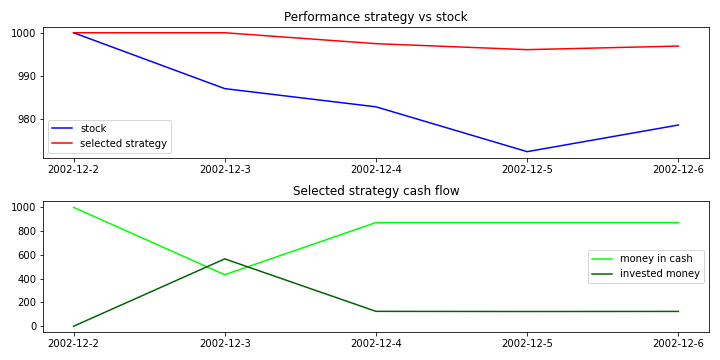 Performance strategy vs stock
1000
990
980
stock
selected strategy
2002-12-2 2002-12-3 2002-12-4 2002-12-5 2002-12-6
Selected strategy cash flow
1000
800
600
400
200
0
money in cash
invested money
2002-12-2 2002-12-3 2002-12-4 2002-12-5 2002-12-6